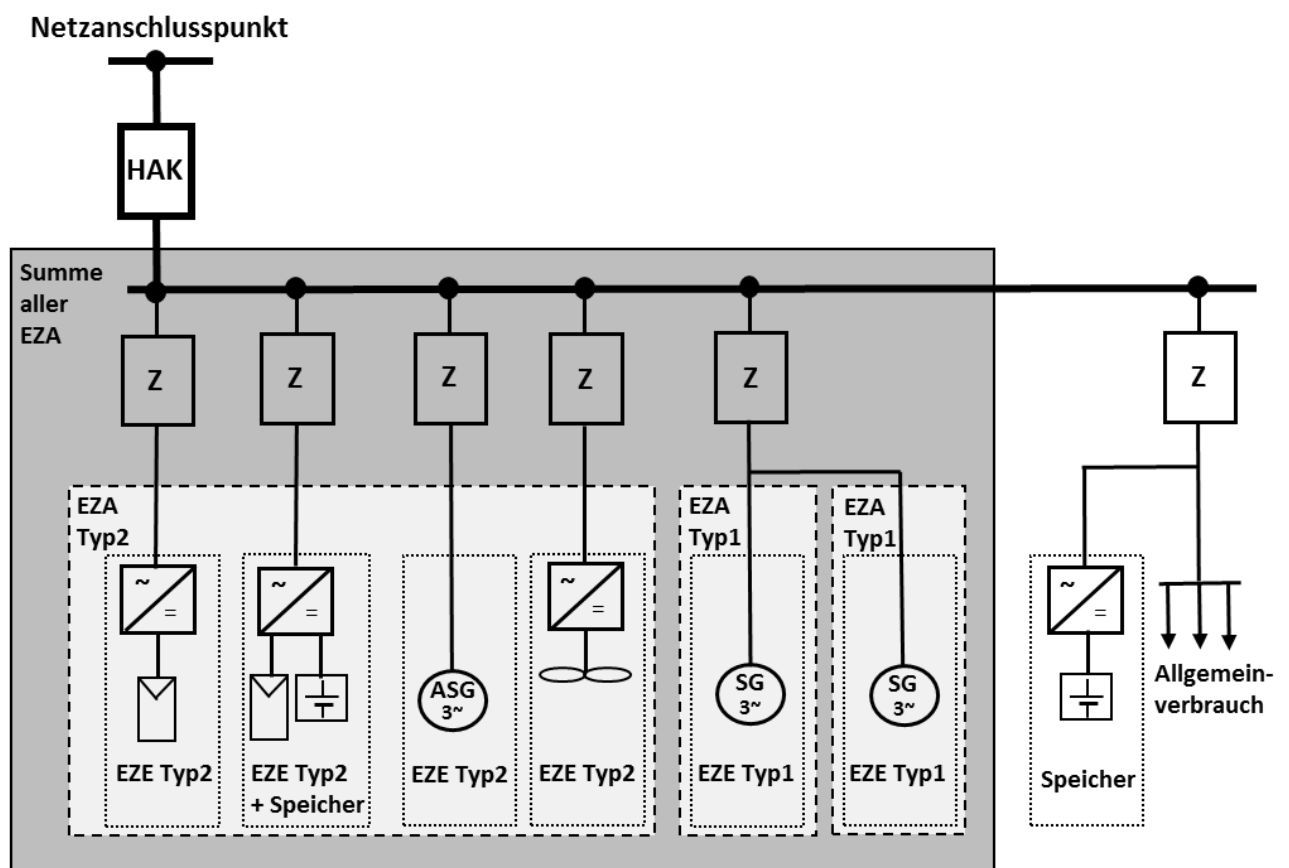 Netzanschlusspunkt
HAK
Summe
aller
EZA
Z
Z
Z
Z
Z
Z
EZA
Typ2
EZA
Typ1
EZA
Typ1
~
=
~
=
~
=
~
=
ASG
3~
SG
3~
SG
3~
Allgemein-
verbrauch
EZE Typ2
EZE Typ2
+ Speicher
EZE Typ2
EZE Typ2
EZE Typ1
EZE Typ1
Speicher